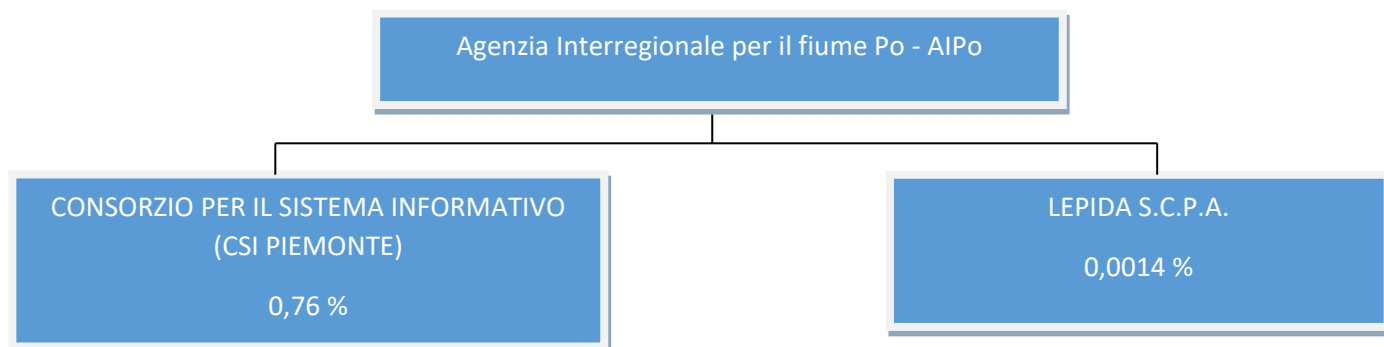 Agenzia Interregionale per il fiume Po - AIPo
CONSORZIO PER IL SISTEMA INFORMATIVO
(CSI PIEMONTE)
0,76 %
LEPIDA S.C.P.A.
0,0014 %